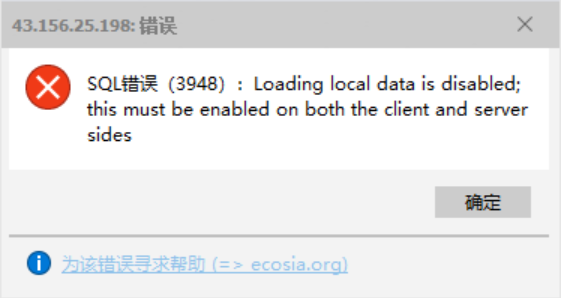 43.156.25.198: 错误
SQL错误（3948）: Loading local data is disabled;
this must be enabled on both the client and server
sides
确定
为该错误寻求帮助 (=> ecosia.org)